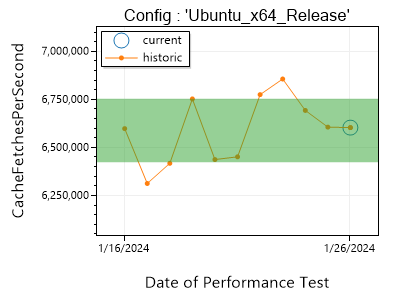 Config : 'Ubuntu_x64_Release'
current
historic
7,000,000
6,750,000
6,500,000
6,250,000
CacheFetchesPerSecond
1/16/2024
1/26/2024
Date of Performance Test